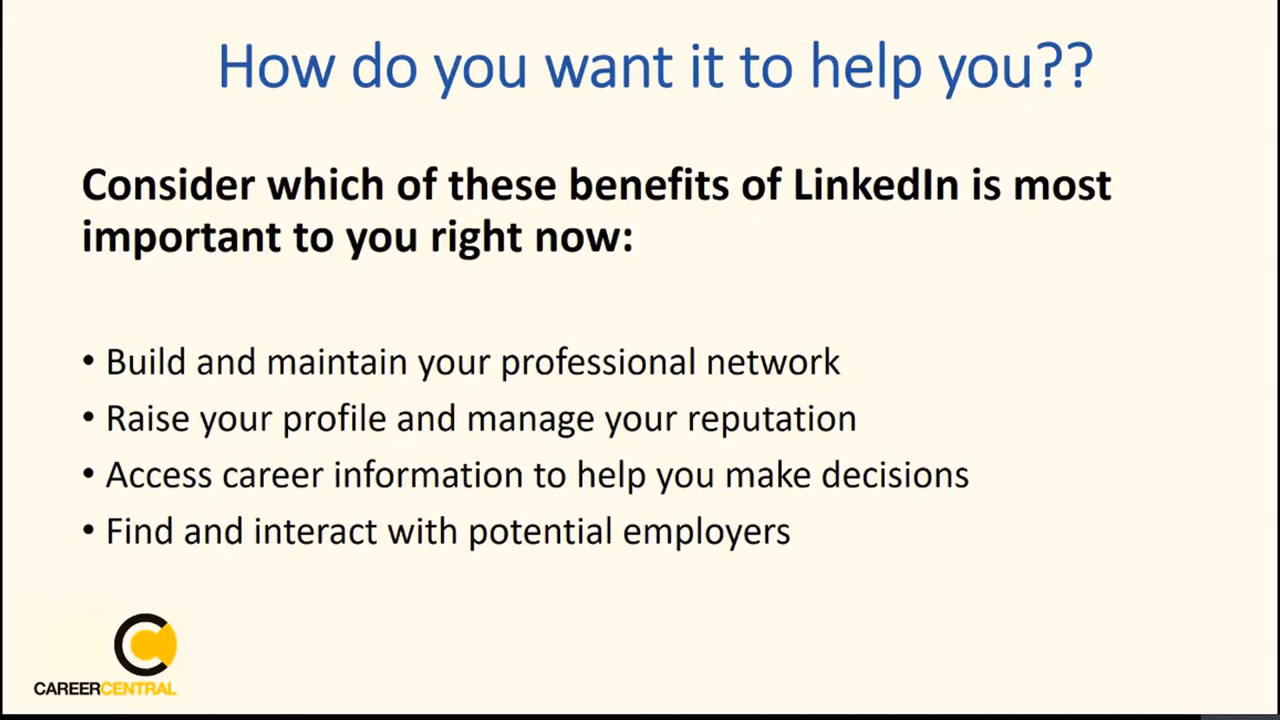 How do you want it to help you??
Consider which of these benefits of LinkedIn is most
important to you right now:
• Build and maintain your professional network
• Raise your profile and manage your reputation
• Access career information to help you make decisions
• Find and interact with potential employers
CAREERCENTRAL